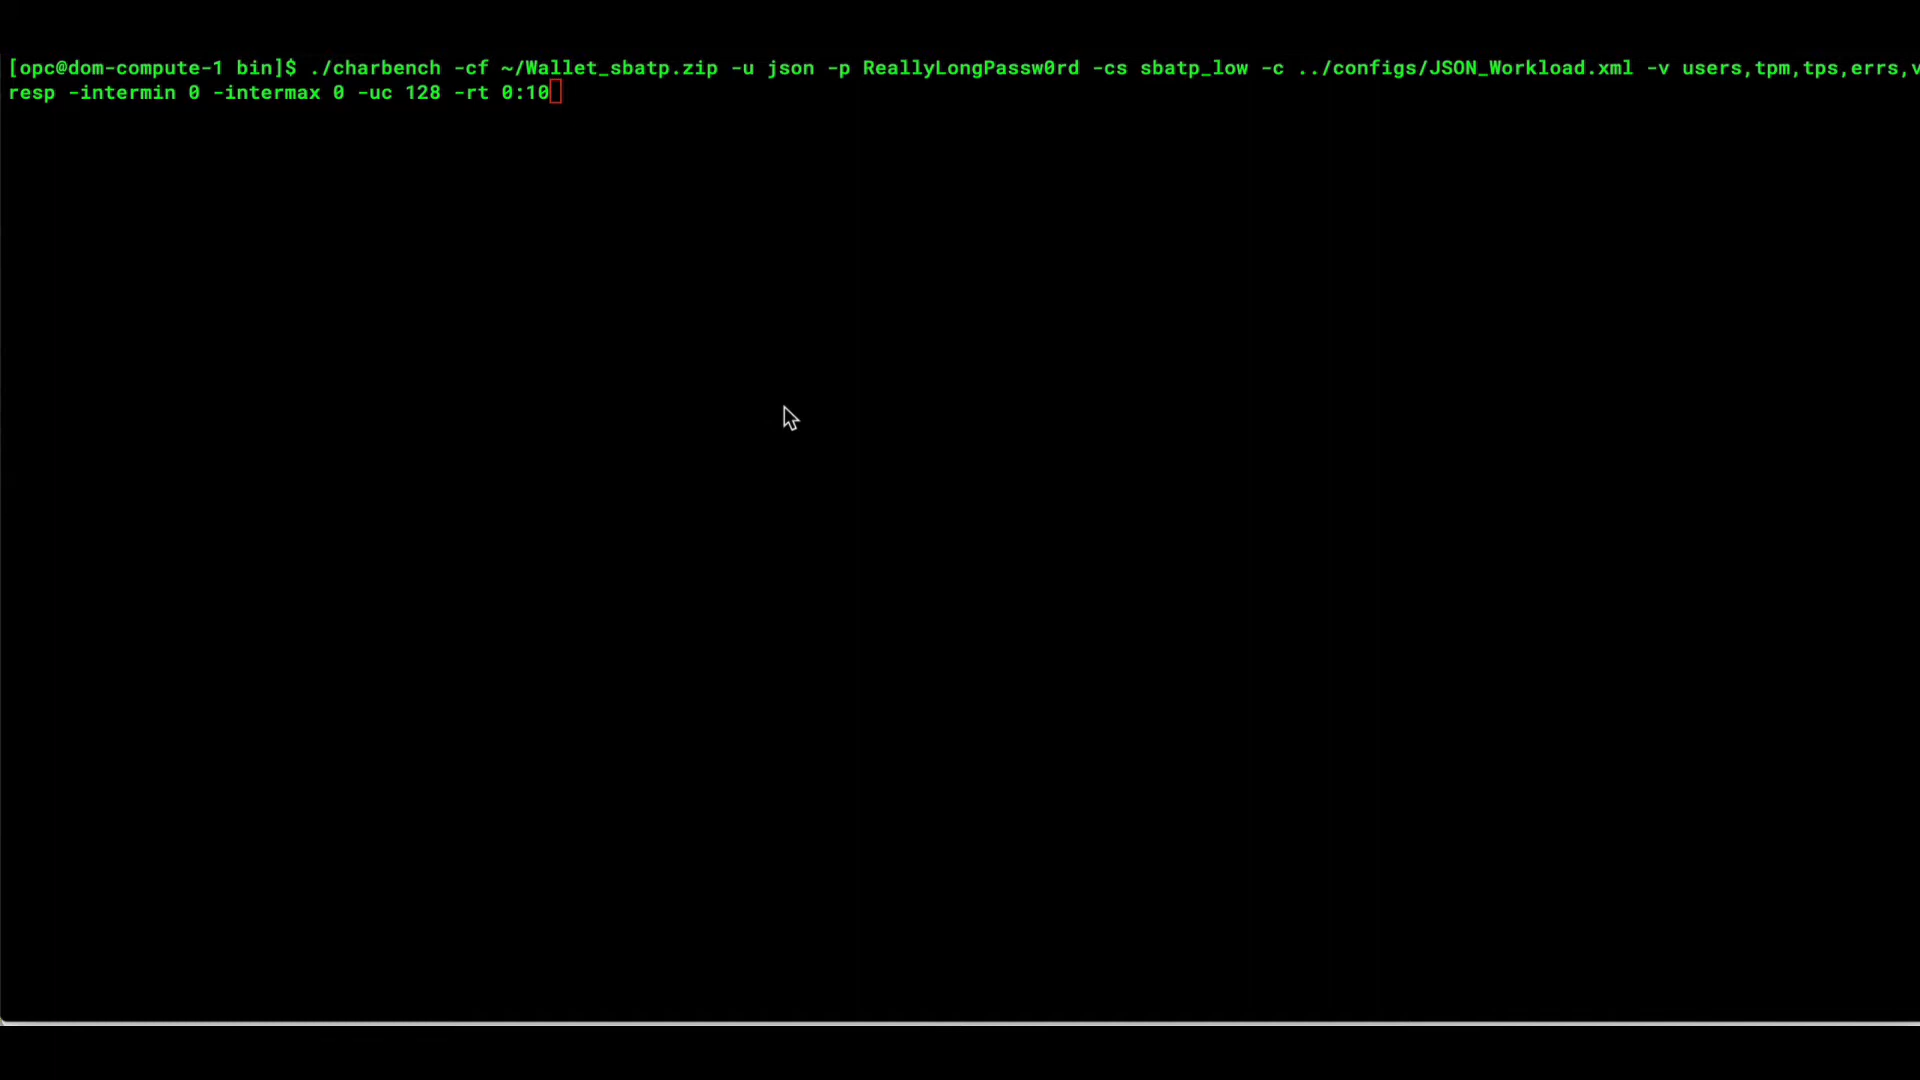 [opc@dom-compute-1 bin]$ ./charbench -cf ~/Wallet_sbatp.zip -u json -p ReallyLongPassw0rd -cs sbatp_low -c ../configs/JSON_Workload.xml -v users,tpm,tps,errs,v
resp -intermin 0 -intermax 0 -uc 128 -rt 0:10